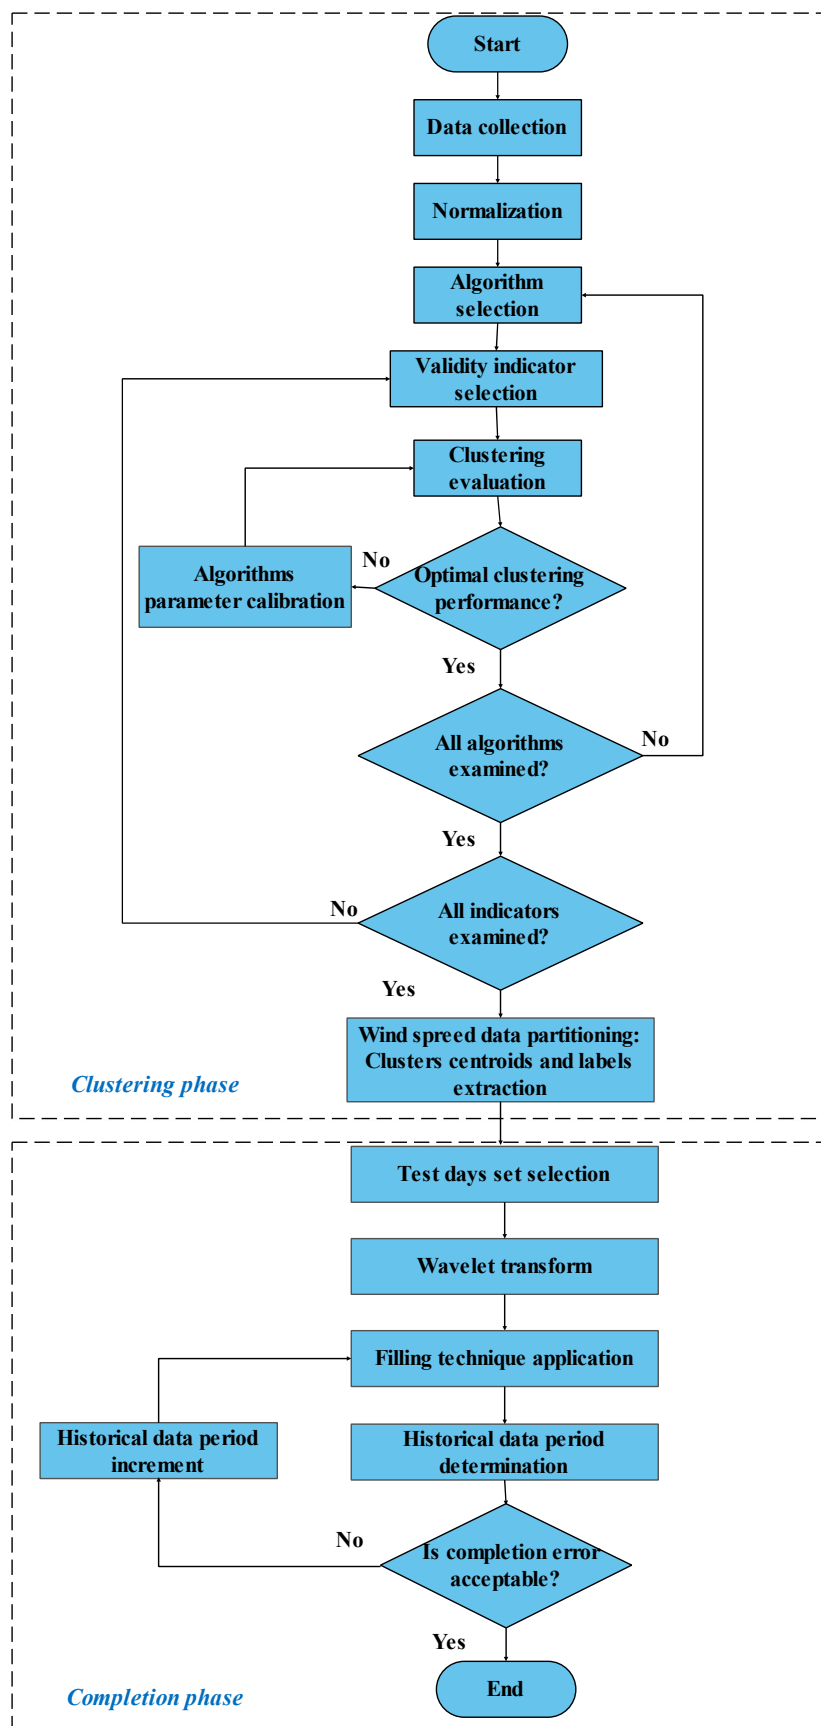 Start
Data collection
Normalization
Algorithm
selection
Validity indicator
selection
Clustering
evaluation
No
Algorithms
parameter calibration
Optimal clustering
performance?
Yes
All algorithms
examined?
No
Yes
No
All indicators
examined?
Yes
Wind spreed data partitioning:
Clusters centroids and labels
extraction
Clustering phase
Test days set selection
Wavelet transform
Filling technique application
Historical data period
increment
Historical data period
determination
No
Is completion error
acceptable?
Yes
End
Completion phase